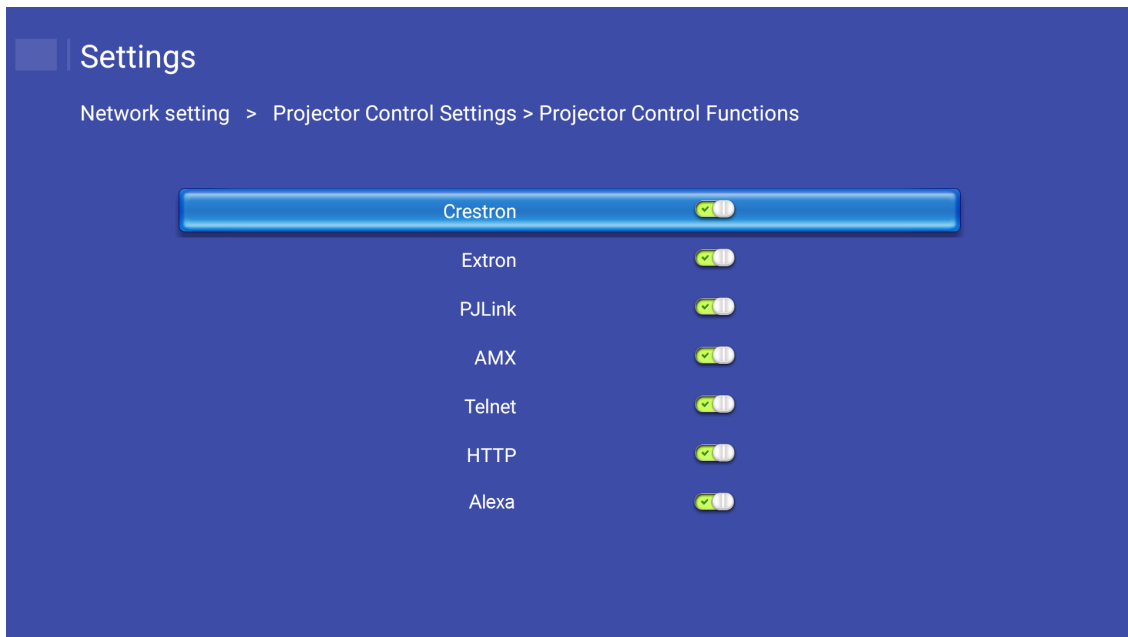 Settings
Network setting > Projector Control Settings > Projector Control Functions
Crestron
Extron
PJLink
AMX
Telnet
HTTP
Alexa